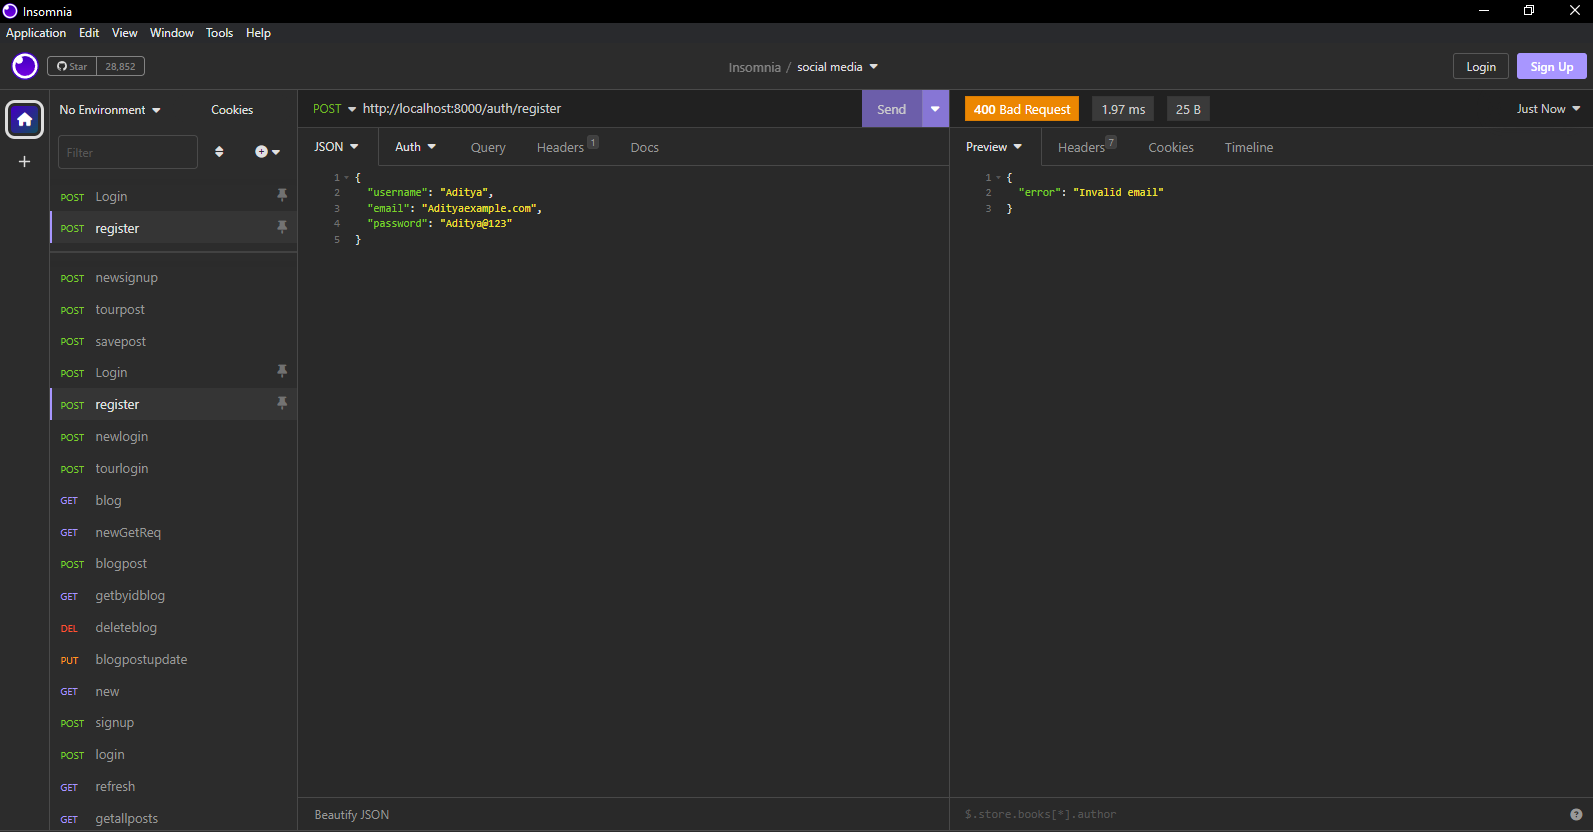 Insomnia
Application Edit View Window Tools Help
Star 28,852
Insomnia / social media
Login Sign Up
No Environment Cookies
Filter
POST Login
POST register
POST newsignup
POST tourpost
POST savepost
POST Login
POST register
POST newlogin
POST tourlogin
GET blog
GET newGetReq
POST blogpost
GET getbyidblog
DEL deleteblog
PUT blogpostupdate
GET new
POST signup
POST login
GET refresh
GET getallposts
POST http://localhost:8000/auth/register Send
JSON Auth Query Headers 1 Docs
1 {
2 "username": "Aditya",
3 "email": "Adityaexample.com",
4 "password": "Aditya@123"
5 }
Beautify JSON
400 Bad Request 1.97 ms 25 B Just Now
Preview Headers 7 Cookies Timeline
1 {
2 "error": "Invalid email"
3 }
$.store.books[*].author ?